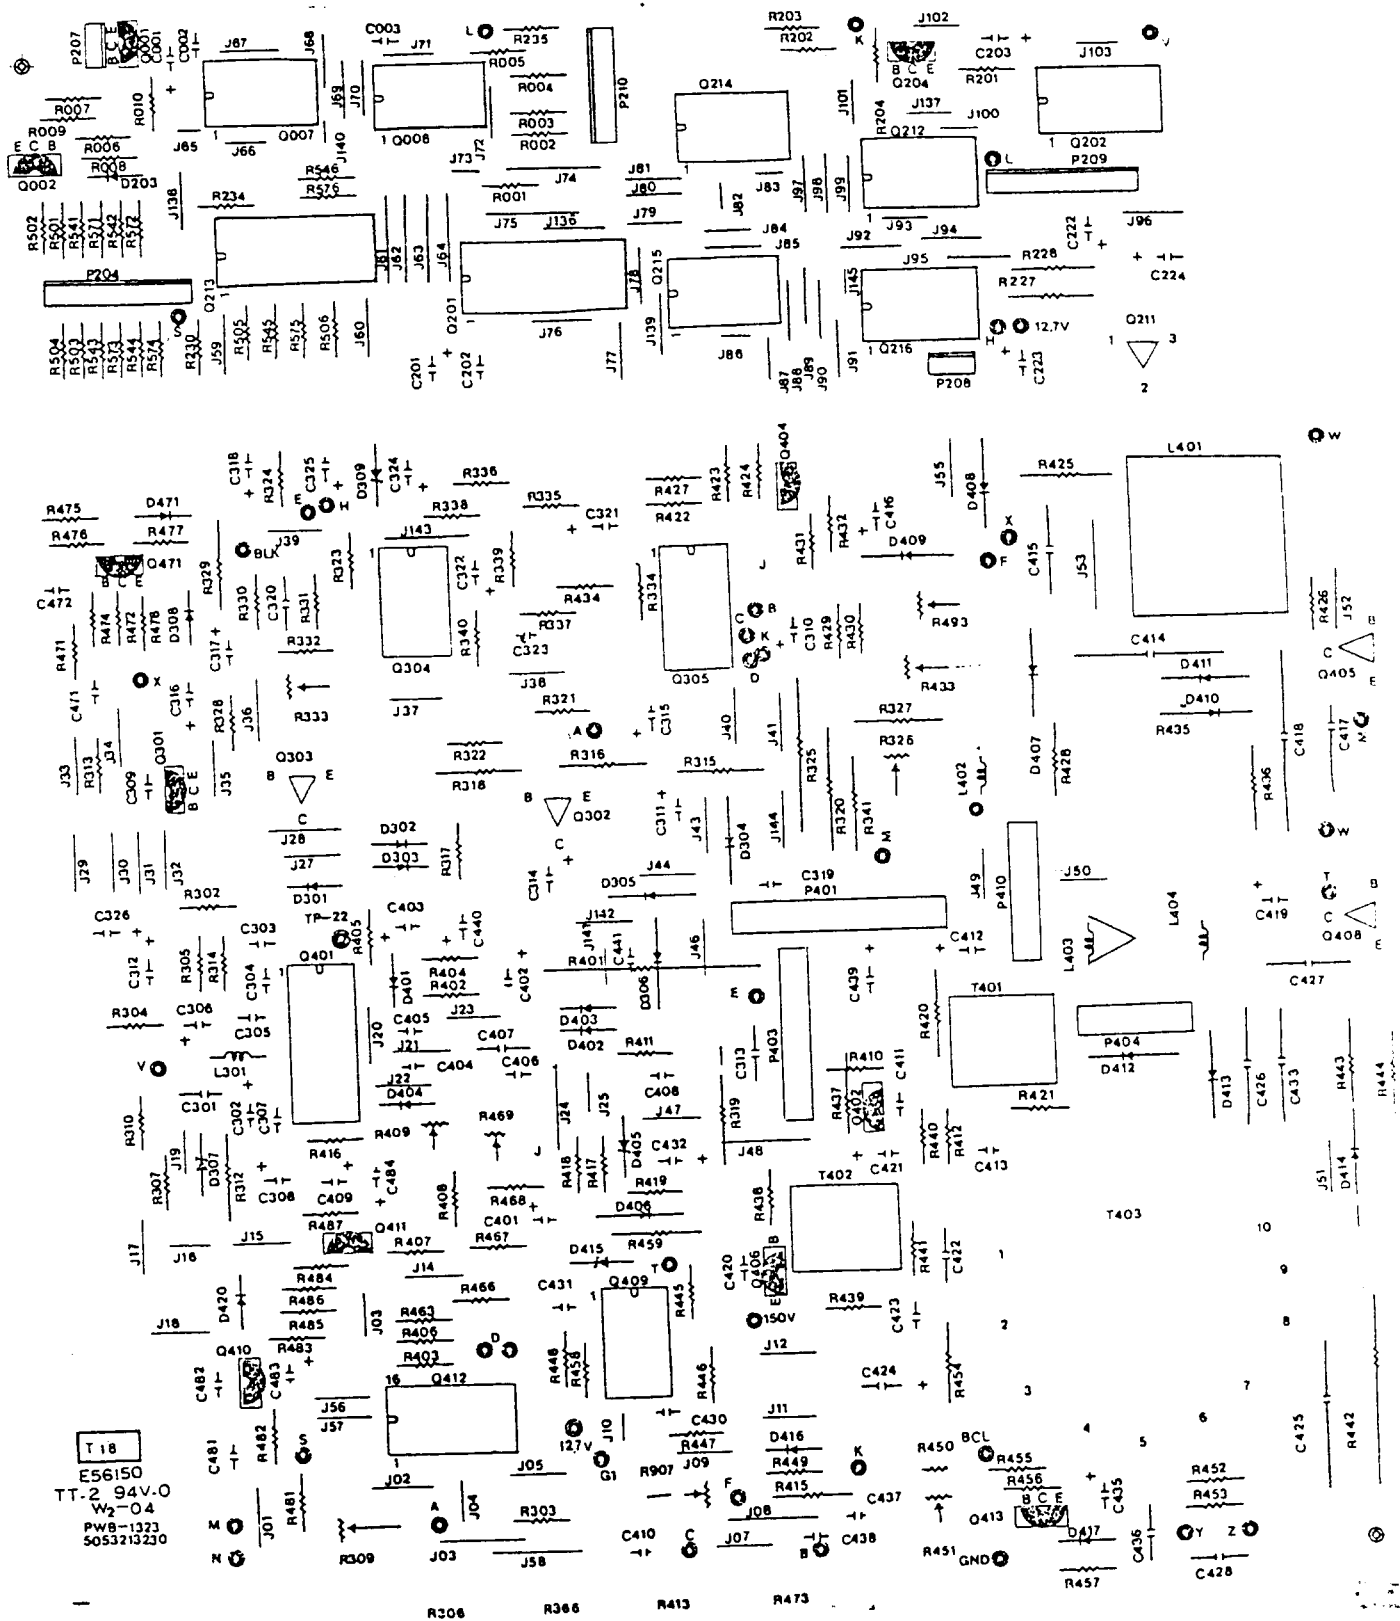 P207
B C E
Q001
C001
C002
J67
J68
C003
J71
L
R235
RD05
R004
R003
R002
P210
R203
R202
K
J102
B C E
Q204
C203
R201
J103
V
R007
R009
R010
R006
R008
E C B
Q002
D203
J65
J66
1
Q007
J69
J70
J140
1
Q008
J72
J73
J74
R001
Q214
1
J101
R204
J137
Q212
J100
L
1
Q202
P209
R502
R501
R541
R571
R542
R572
J138
R234
R546
R576
J75
J136
J81
J80
J79
J82
J83
J84
J85
J97
J98
J99
1
J93
J94
J92
J95
C222
J96
R228
R227
C224
P204
S
Q213
1
J61
J62
J63
J64
Q201
1
J76
J77
J78
Q215
J139
1
J86
J87
J88
J89
J90
J91
J145
1
Q216
H
12.7V
P208
C223
Q211
1
3
2
R504
R503
R543
R573
R544
R574
R230
J59
R505
R545
R575
R506
J60
C201
C202
C318
R324
C325
D309
C324
R336
R335
R338
E
H
J39
J143
R475
D471
R476
R477
Q471
B C E
BLK
C472
R329
R323
1
C322
R339
C321
R427
R422
R423
R424
Q404
R431
R432
C416
D409
J55
D408
R425
L401
W
X
F
C415
J53
R474
R472
R478
D308
R330
C320
R331
R332
C317
R471
Q304
R340
R434
R337
C323
R334
1
Q305
J
B
C
K
D
C310
R429
R430
R493
R433
C414
D411
D410
R435
R426
J52
B
C
Q405
E
C471
X
C316
R328
J36
R333
J37
J38
R321
A
C315
J40
J41
R327
R326
R325
D407
R428
C418
C417
M
J33
R313
J34
C309
Q301
B C E
J35
Q303
B
E
C
J28
J27
R322
R318
R316
B
E
Q302
C
R315
C311
J43
D304
J144
R320
R341
M
L402
R436
W
J29
J30
J31
J32
R302
D301
D302
D303
R317
C314
J44
D305
C319
P401
J49
P410
J50
L404
T
B
C
Q408
E
C419
C326
C303
TP-22
R405
C403
C440
J142
J141
C441
J46
C412
L403
C312
R305
R314
C304
Q401
1
D401
R404
R402
C402
R401
D306
E
C439
R420
T401
C427
R304
C306
C305
L301
V
J20
C405
J23
J21
C404
C407
C406
D403
D402
R411
C408
C313
P403
R410
C411
P404
D412
D413
C426
C433
R443
R444
R310
C301
C302
C307
J22
D404
J24
J25
J47
R319
R437
Q402
R421
R409
R469
R440
R412
J19
D307
R312
R307
C308
R416
C409
C484
R408
R468
J
R418
R417
D405
C432
R419
J48
C421
C413
T402
J51
D414
T403
R487
Q411
C401
D406
R438
J17
J16
J15
R407
R467
D415
R459
C420
Q406
B
E
R441
C422
1
10
9
R484
J14
R466
C431
1
Q409
T
R445
R439
C423
D420
R486
R485
R483
J03
R463
R406
R403
D
150V
J18
Q410
C482
C483
16
Q412
R448
R458
R446
J12
C424
R454
2
8
3
7
J56
J57
1
J10
12.7V
C430
R447
J11
D416
4
5
6
C425
R442
T 18
E56150
TT-2 94V-0
W2-04
PWB-1323
5053213230
C481
R482
S
J02
J05
G1
R907
J09
R449
K
R450
BCL
R455
R456
R452
R453
M
N
J01
R481
R309
A
J04
R303
F
R415
J08
C437
Q413
B C E
C435
J03
J58
C410
C
J07
B
C438
R451
GND
D417
R457
C436
Y
Z
C428
R306
R366
R413
R473